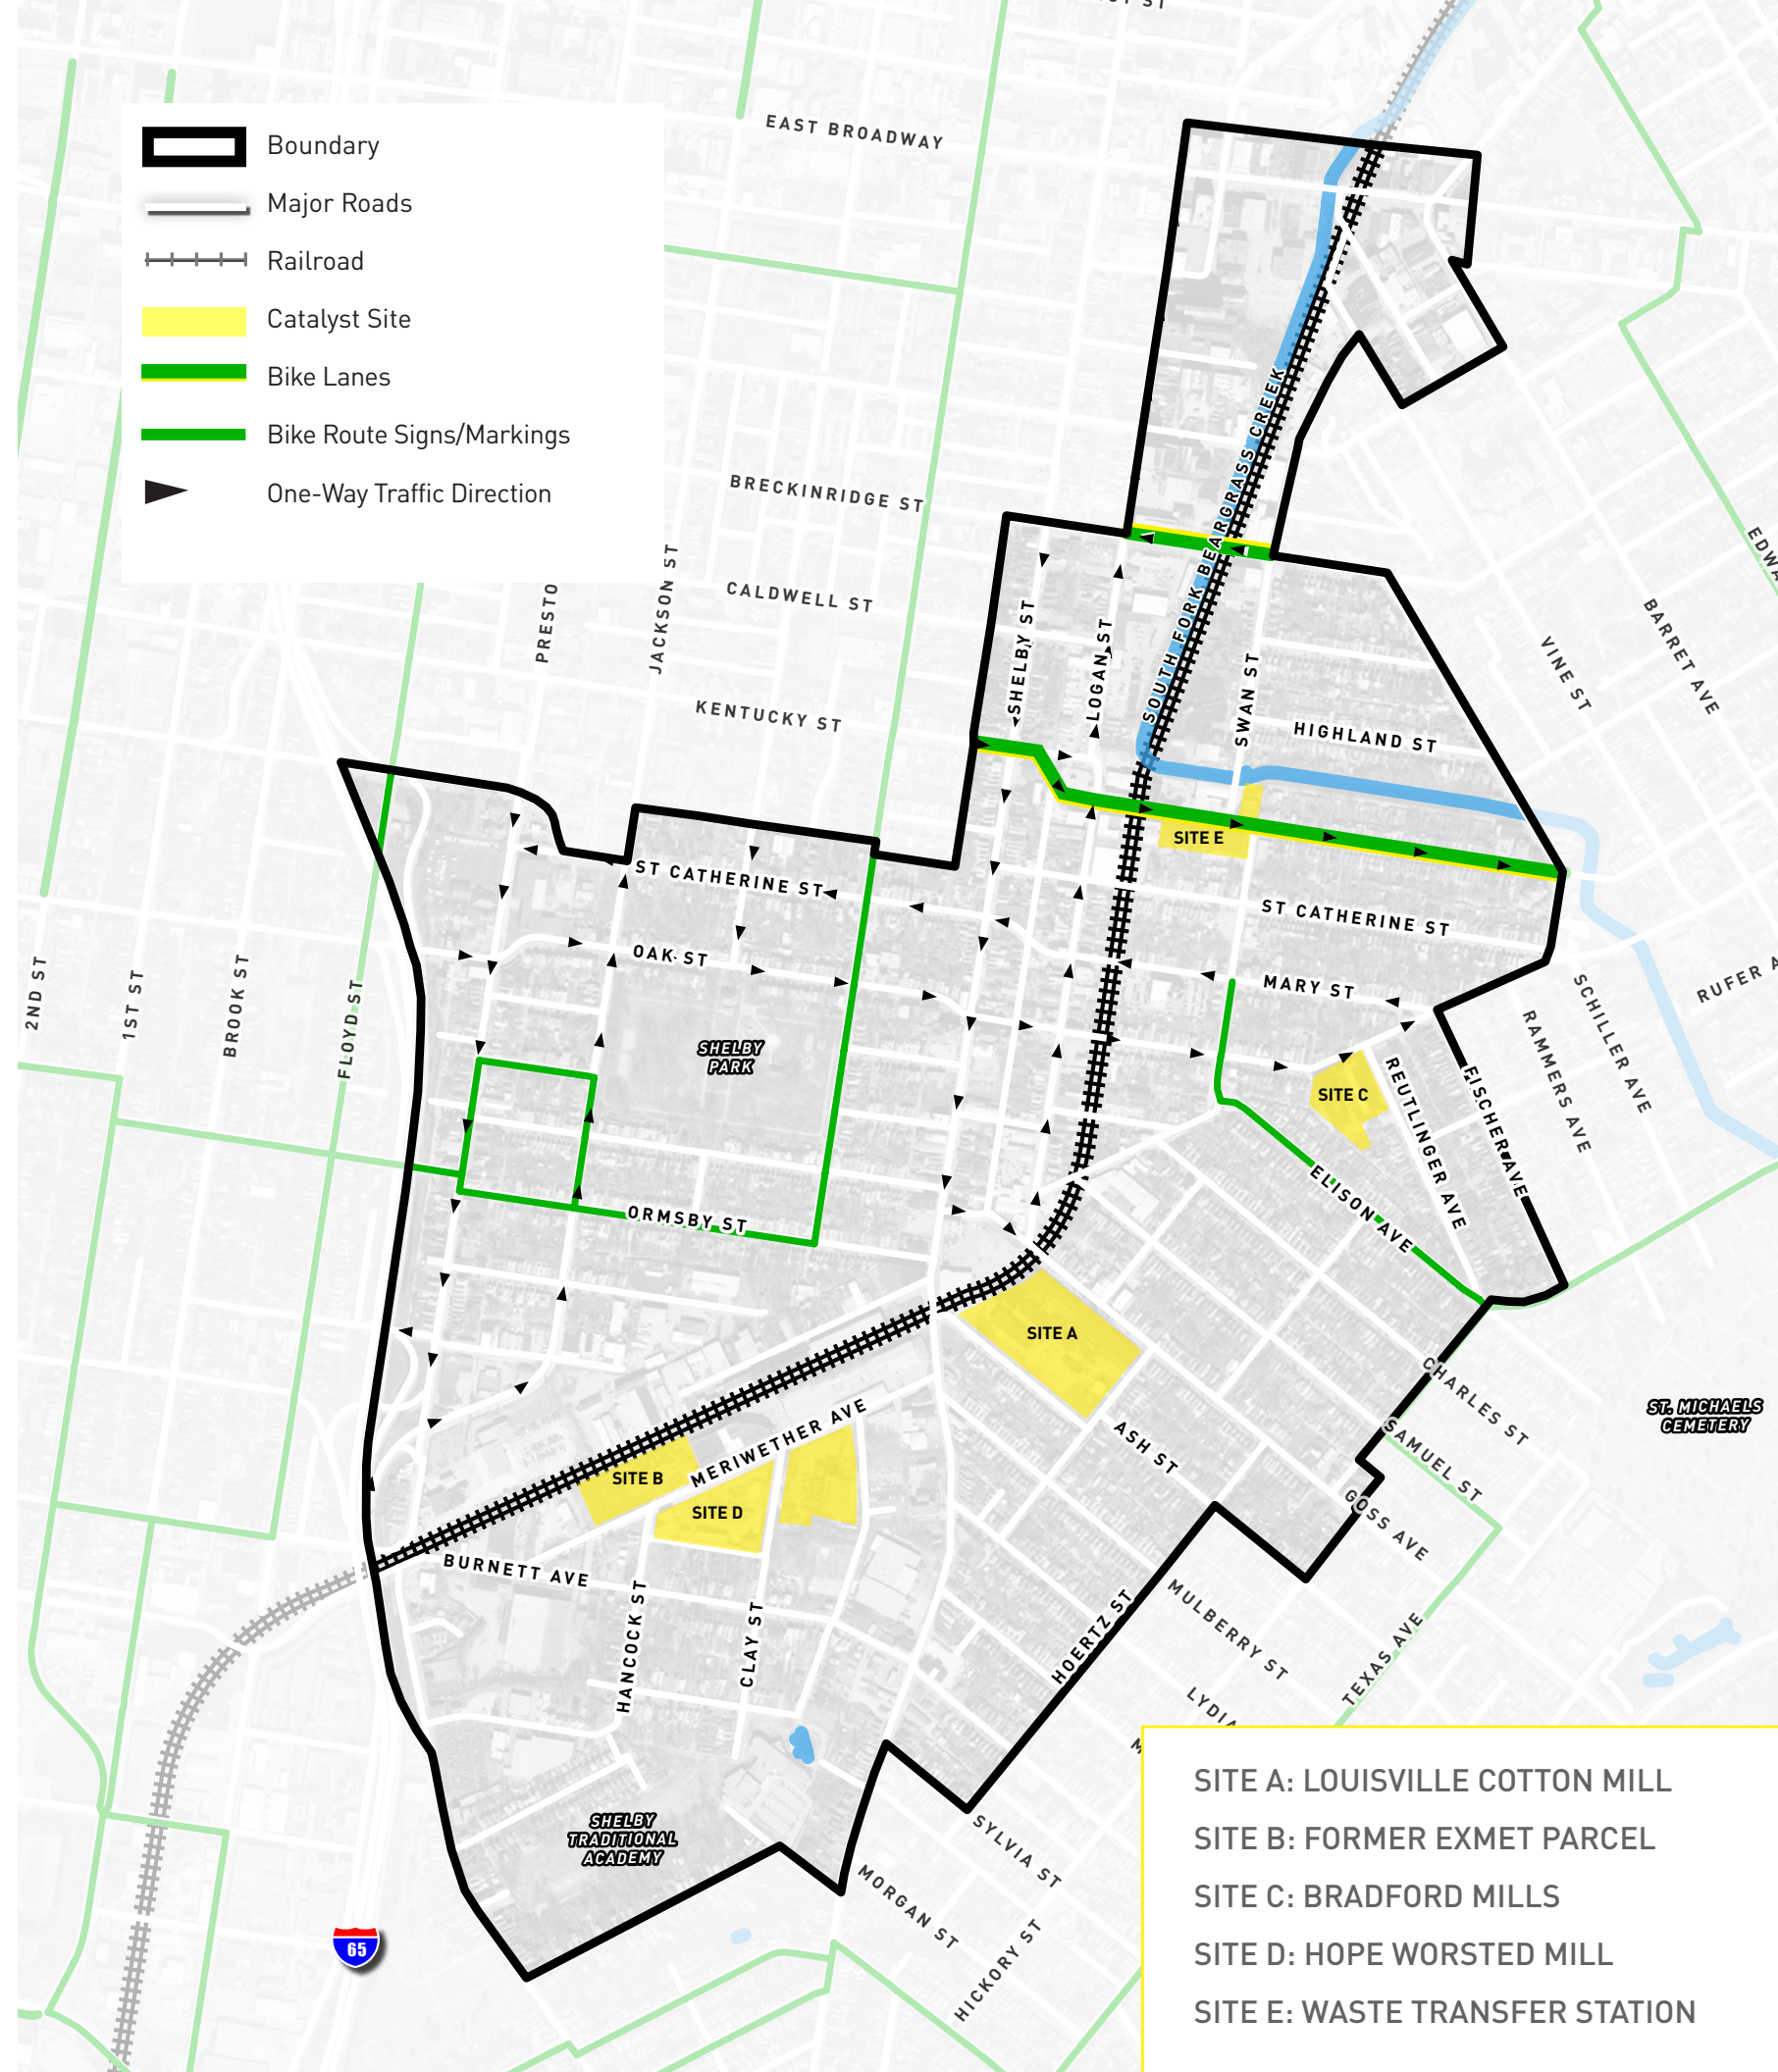 EAST BROADWAY
Boundary
Major Roads
Railroad
Catalyst Site
Bike Lanes
Bike Route Signs/Markings
One-Way Traffic Direction
BRECKINRIDGE ST
CALDWELL ST
KENTUCKY ST
PRESTO
JACKSON ST
SHELBY ST
LOGAN ST
SOUTH FORK BEARGRASS CREEK
SWAN ST
HIGHLAND ST
VINE ST
BARRET AVE
EDWA
SITE E
ST CATHERINE ST
ST CATHERINE ST
OAK ST
MARY ST
2ND ST
1ST ST
BROOK ST
FLOYD ST
SHELBY
PARK
SITE C
REUTLINGER AVE
FISCHER AVE
RAMMERS AVE
SCHILLER AVE
RUFER A
ELISON AVE
ORMSBY ST
SITE A
CHARLES ST
SAMUEL ST
GOSS AVE
ASH ST
ST. MICHAELS
CEMETERY
MERIWETHER AVE
SITE B
SITE D
BURNETT AVE
HANCOCK ST
CLAY ST
HOERTZ ST
MULBERRY ST
TEXAS AVE
LYDIA
M
SHELBY
TRADITIONAL
ACADEMY
SYLVIA ST
MORGAN ST
HICKORY ST
65
SITE A: LOUISVILLE COTTON MILL
SITE B: FORMER EXMET PARCEL
SITE C: BRADFORD MILLS
SITE D: HOPE WORSTED MILL
SITE E: WASTE TRANSFER STATION